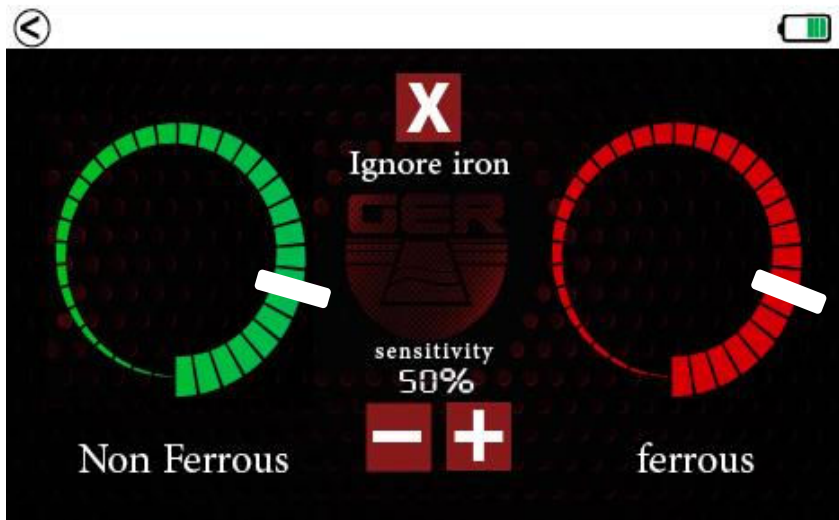 X
Ignore iron
GER
sensitivity
50%
Non Ferrous
ferrous